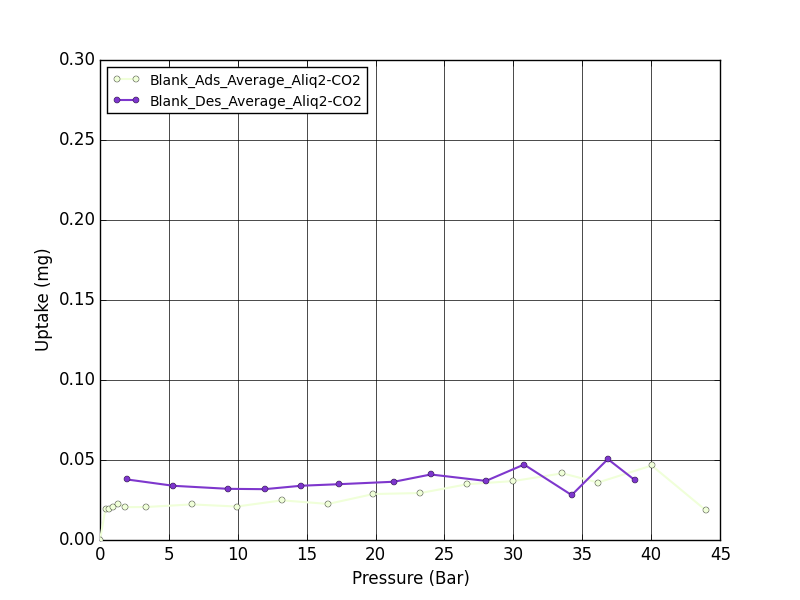 Blank_Ads_Average_Aliq2-CO2
Blank_Des_Average_Aliq2-CO2
0.30
0.25
0.20
0.15
0.10
0.05
0.00
Uptake (mg)
0 5 10 15 20 25 30 35 40 45
Pressure (Bar)